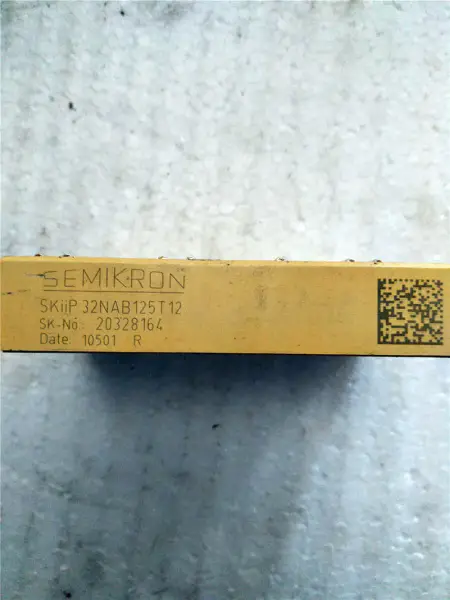 SEMIKRON
SKiiP 32NAB125T12
SK-No.: 20328164
Date: 10501 R